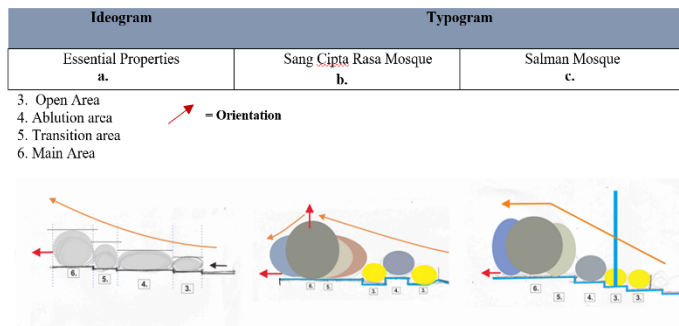 Ideogram
Typogram
Essential Properties
a.
Sang Cipta Rasa Mosque
b.
Salman Mosque
c.
3. Open Area
4. Ablution area
5. Transition area
6. Main Area
= Orientation
6.
5.
4.
3.
6.
5.
3.
4.
3.
6.
5.
4.
3.
3.